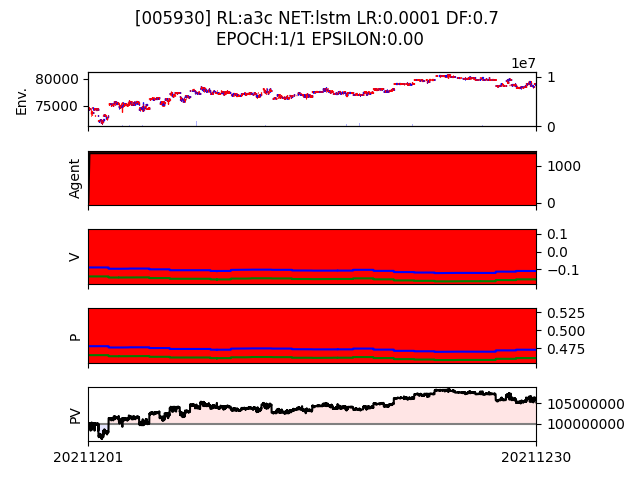 [005930] RL:a3c NET:lstm LR:0.0001 DF:0.7
EPOCH:1/1 EPSILON:0.00
1e7
80000
75000
Env.
1
0
Agent
1000
0
V
0.1
0.0
−0.1
P
0.525
0.500
0.475
PV
105000000
100000000
20211201
20211230